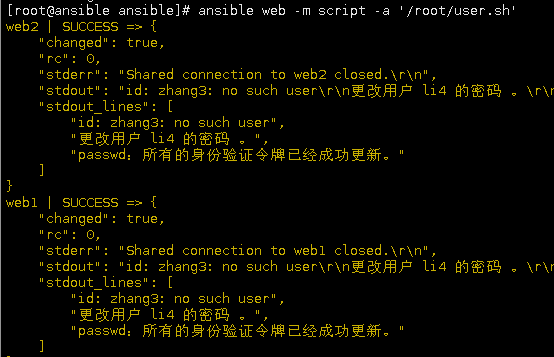 [root@ansible ansible]# ansible web -m script -a '/root/user.sh'
web2 | SUCCESS => {
    "changed": true,
    "rc": 0,
    "stderr": "Shared connection to web2 closed.\r\n",
    "stdout": "id: zhang3: no such user\r\n更改用户 li4 的密码 。\r\n
    "stdout_lines": [
        "id: zhang3: no such user",
        "更改用户 li4 的密码 。",
        "passwd：所有的身份验证令牌已经成功更新。"
    ]
}
web1 | SUCCESS => {
    "changed": true,
    "rc": 0,
    "stderr": "Shared connection to web1 closed.\r\n",
    "stdout": "id: zhang3: no such user\r\n更改用户 li4 的密码 。\r\n
    "stdout_lines": [
        "id: zhang3: no such user",
        "更改用户 li4 的密码 。",
        "passwd：所有的身份验证令牌已经成功更新。"
    ]